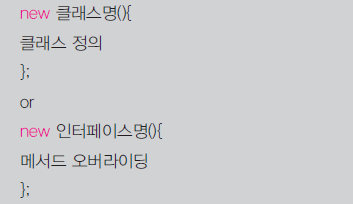 new 클래스명(){
클래스 정의
};
or
new 인터페이스명(){
메서드 오버라이딩
};